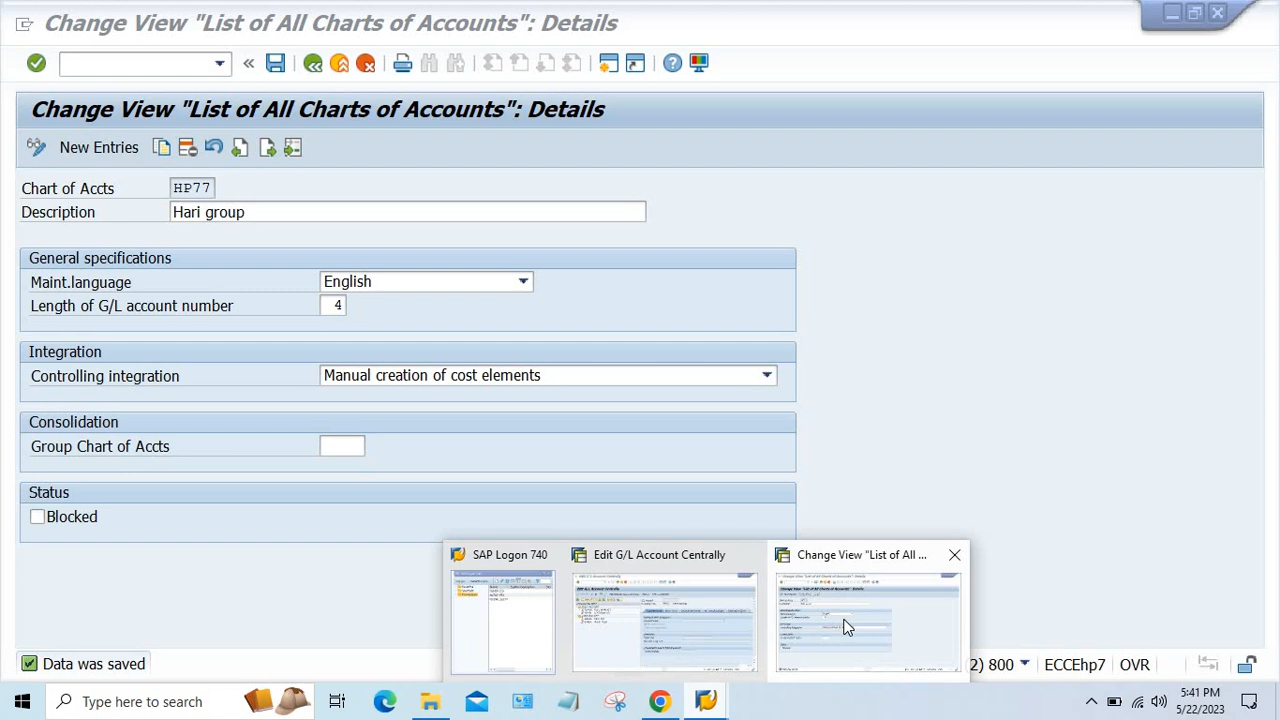 Change View "List of All Charts of Accounts": Details
Change View "List of All Charts of Accounts": Details
New Entries
Chart of Accts HP77
Description Hari group
General specifications
Maint.language English
Length of G/L account number 4
Integration
Controlling integration Manual creation of cost elements
Consolidation
Group Chart of Accts
Status
Blocked
SAP Logon 740
Edit G/L Account Centrally
Change View "List of All ...
Data was saved
2) 800 ECCEhp7 OVR
Type here to search
5:41 PM
5/22/2023